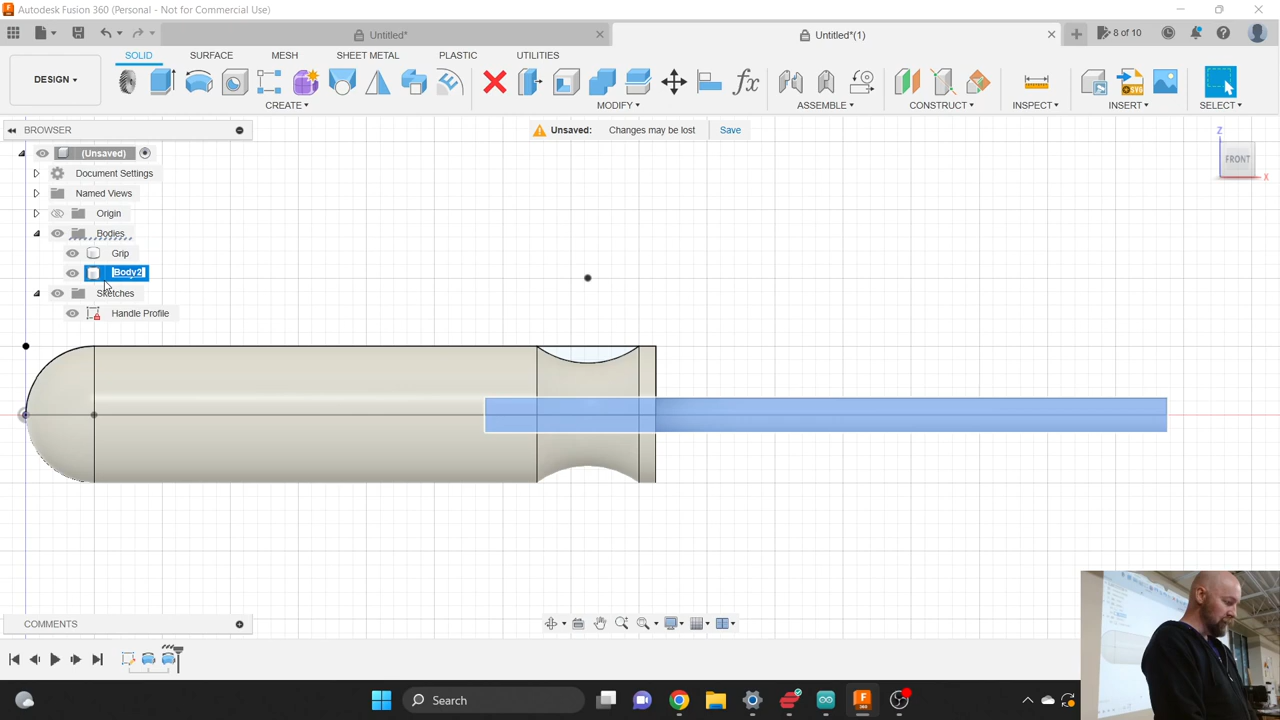 Autodesk Fusion 360 (Personal - Not for Commercial Use)
Untitled*
Untitled*(1)
8 of 10
DESIGN
SOLID
SURFACE
MESH
SHEET METAL
PLASTIC
UTILITIES
CREATE
MODIFY
ASSEMBLE
CONSTRUCT
INSPECT
INSERT
SELECT
BROWSER
Unsaved: Changes may be lost Save
(Unsaved)
Document Settings
Named Views
Origin
Bodies
Grip
Body2
Sketches
Handle Profile
Z
FRONT
X
COMMENTS
Search